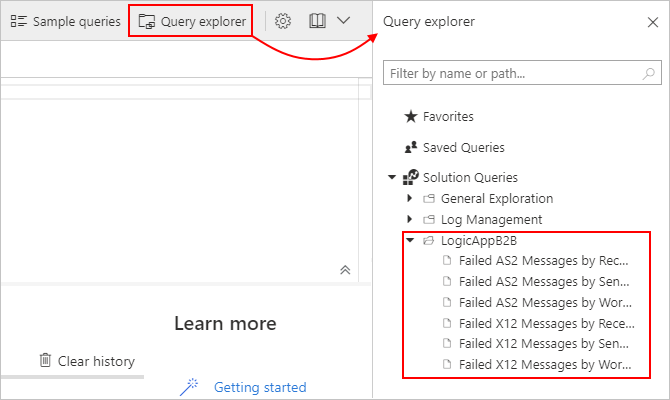 Sample queries
Query explorer
Query explorer
Filter by name or path...
Favorites
Saved Queries
Solution Queries
General Exploration
Log Management
LogicAppB2B
Failed AS2 Messages by Rec...
Failed AS2 Messages by Sen...
Failed AS2 Messages by Wor...
Failed X12 Messages by Rece...
Failed X12 Messages by Sen...
Failed X12 Messages by Wor...
Learn more
Clear history
Getting started